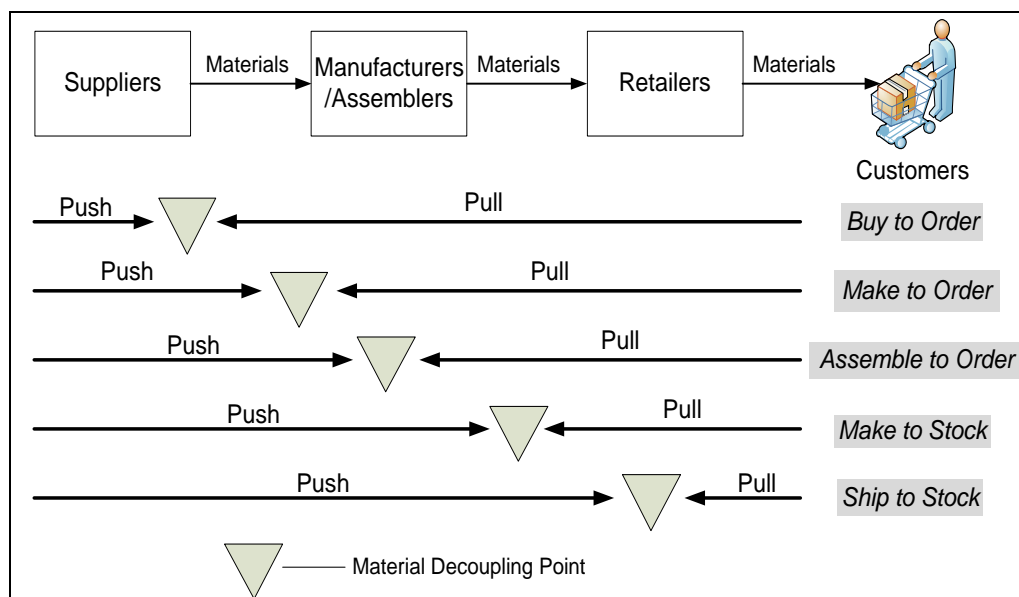 Suppliers
Materials
Manufacturers
/Assemblers
Materials
Retailers
Materials
Customers
Push
Pull
Buy to Order
Push
Pull
Make to Order
Push
Pull
Assemble to Order
Push
Pull
Make to Stock
Push
Pull
Ship to Stock
Material Decoupling Point